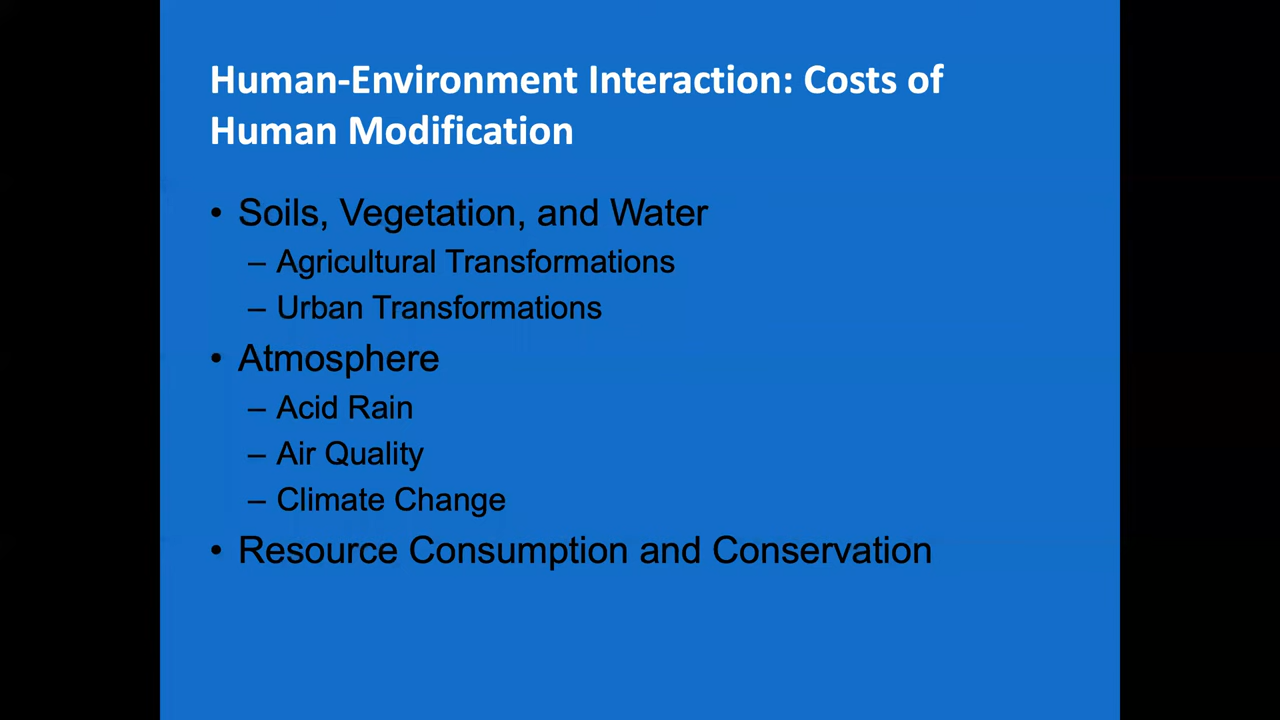 Human-Environment Interaction: Costs of
Human Modification
• Soils, Vegetation, and Water
– Agricultural Transformations
– Urban Transformations
• Atmosphere
– Acid Rain
– Air Quality
– Climate Change
• Resource Consumption and Conservation